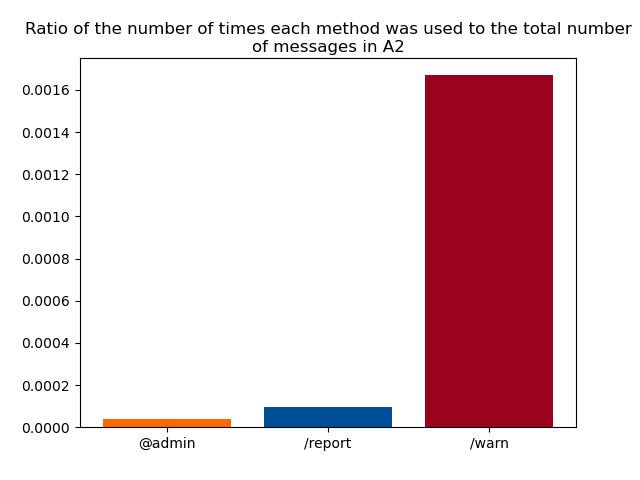 Ratio of the number of times each method was used to the total number
of messages in A2
0.0016
0.0014
0.0012
0.0010
0.0008
0.0006
0.0004
0.0002
0.0000
@admin
/report
/warn